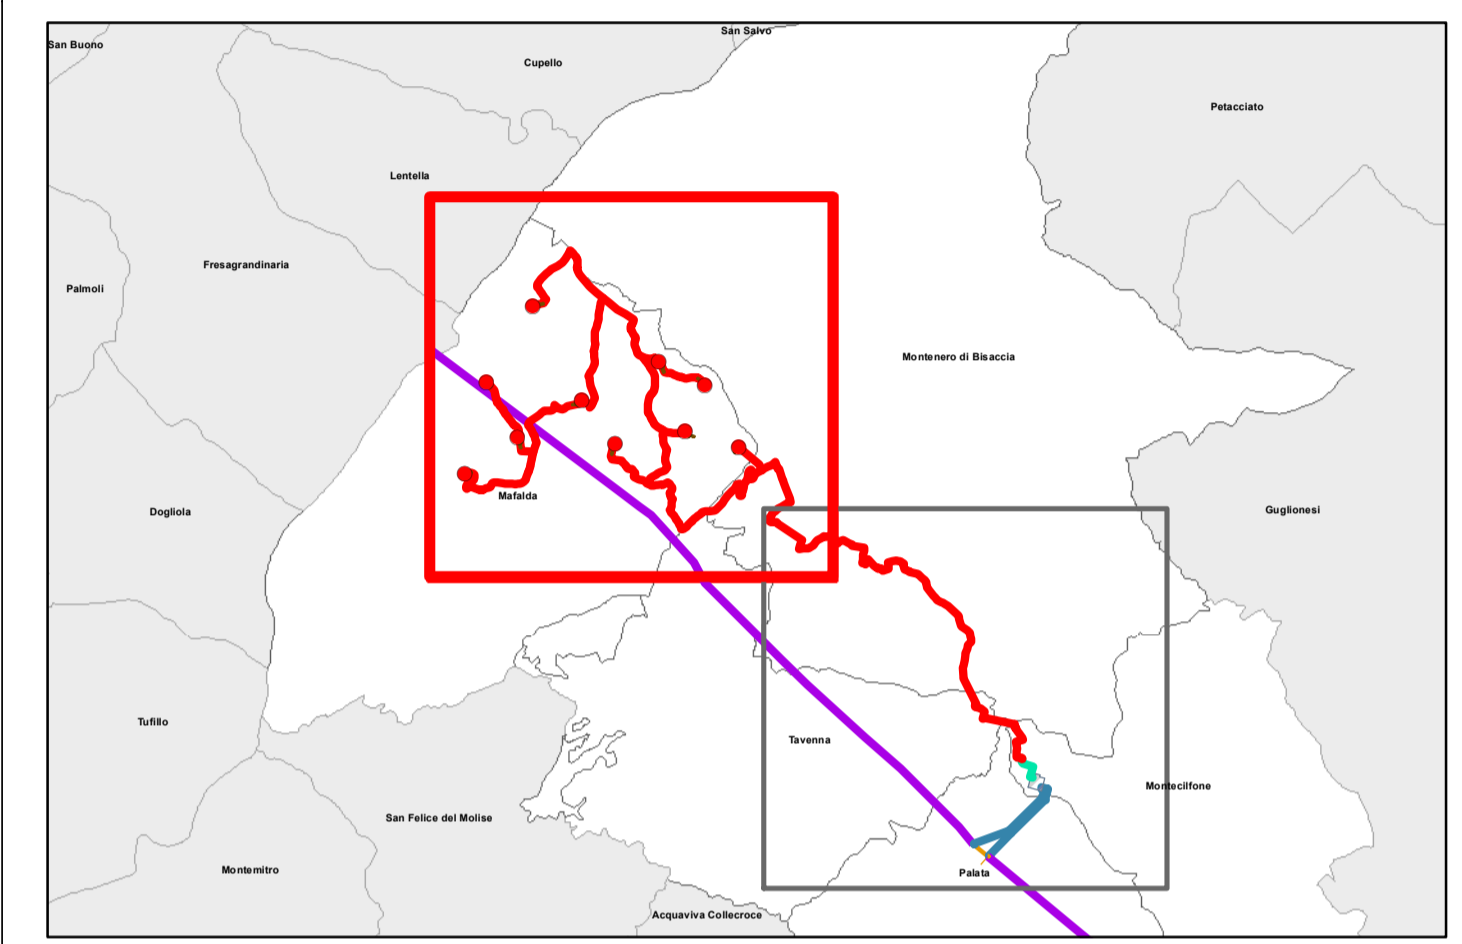 San Salvo
San Buono
Cupello
Petacciato
Lentella
Fresagrandinaria
Palmoli
Montenero di Bisaccia
Mafalda
Dogliola
Guglionesi
Tufillo
Tavenna
Montecilfone
San Felice del Molise
Montemitro
Palata
Acquaviva Collecroce